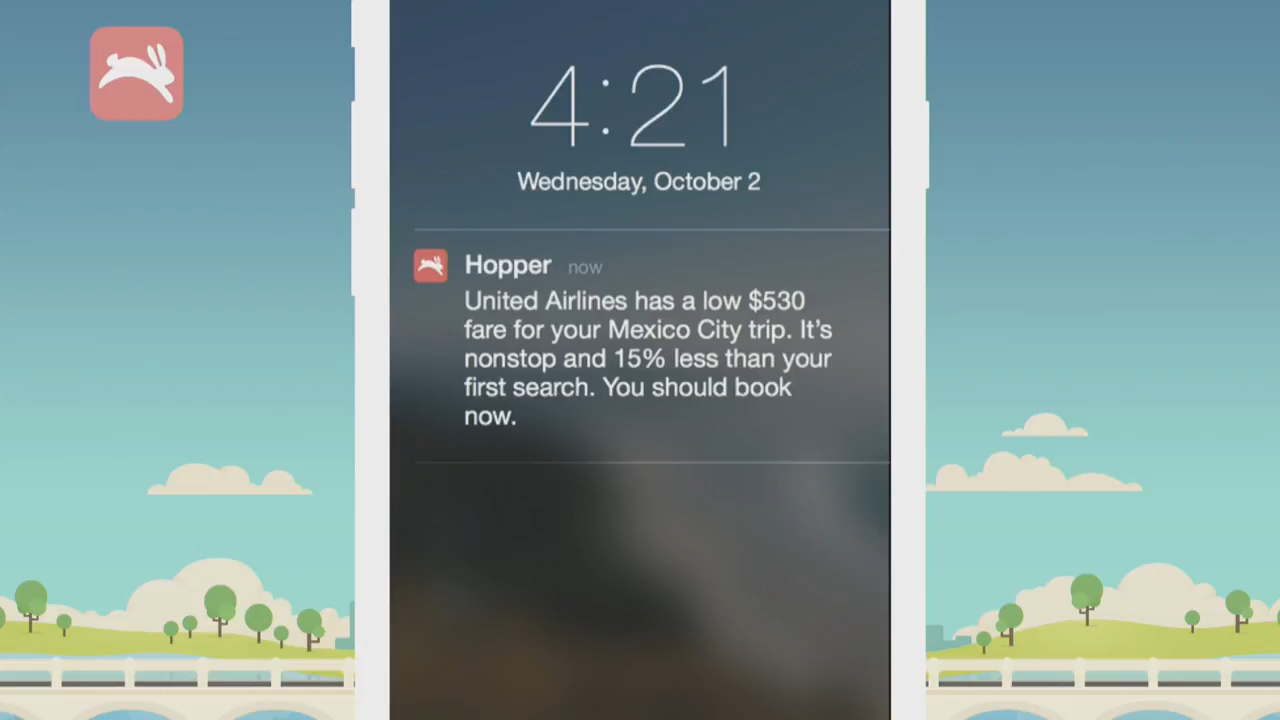 4:21
Wednesday, October 2
Hopper now
United Airlines has a low $530
fare for your Mexico City trip. It’s
nonstop and 15% less than your
first search. You should book
now.